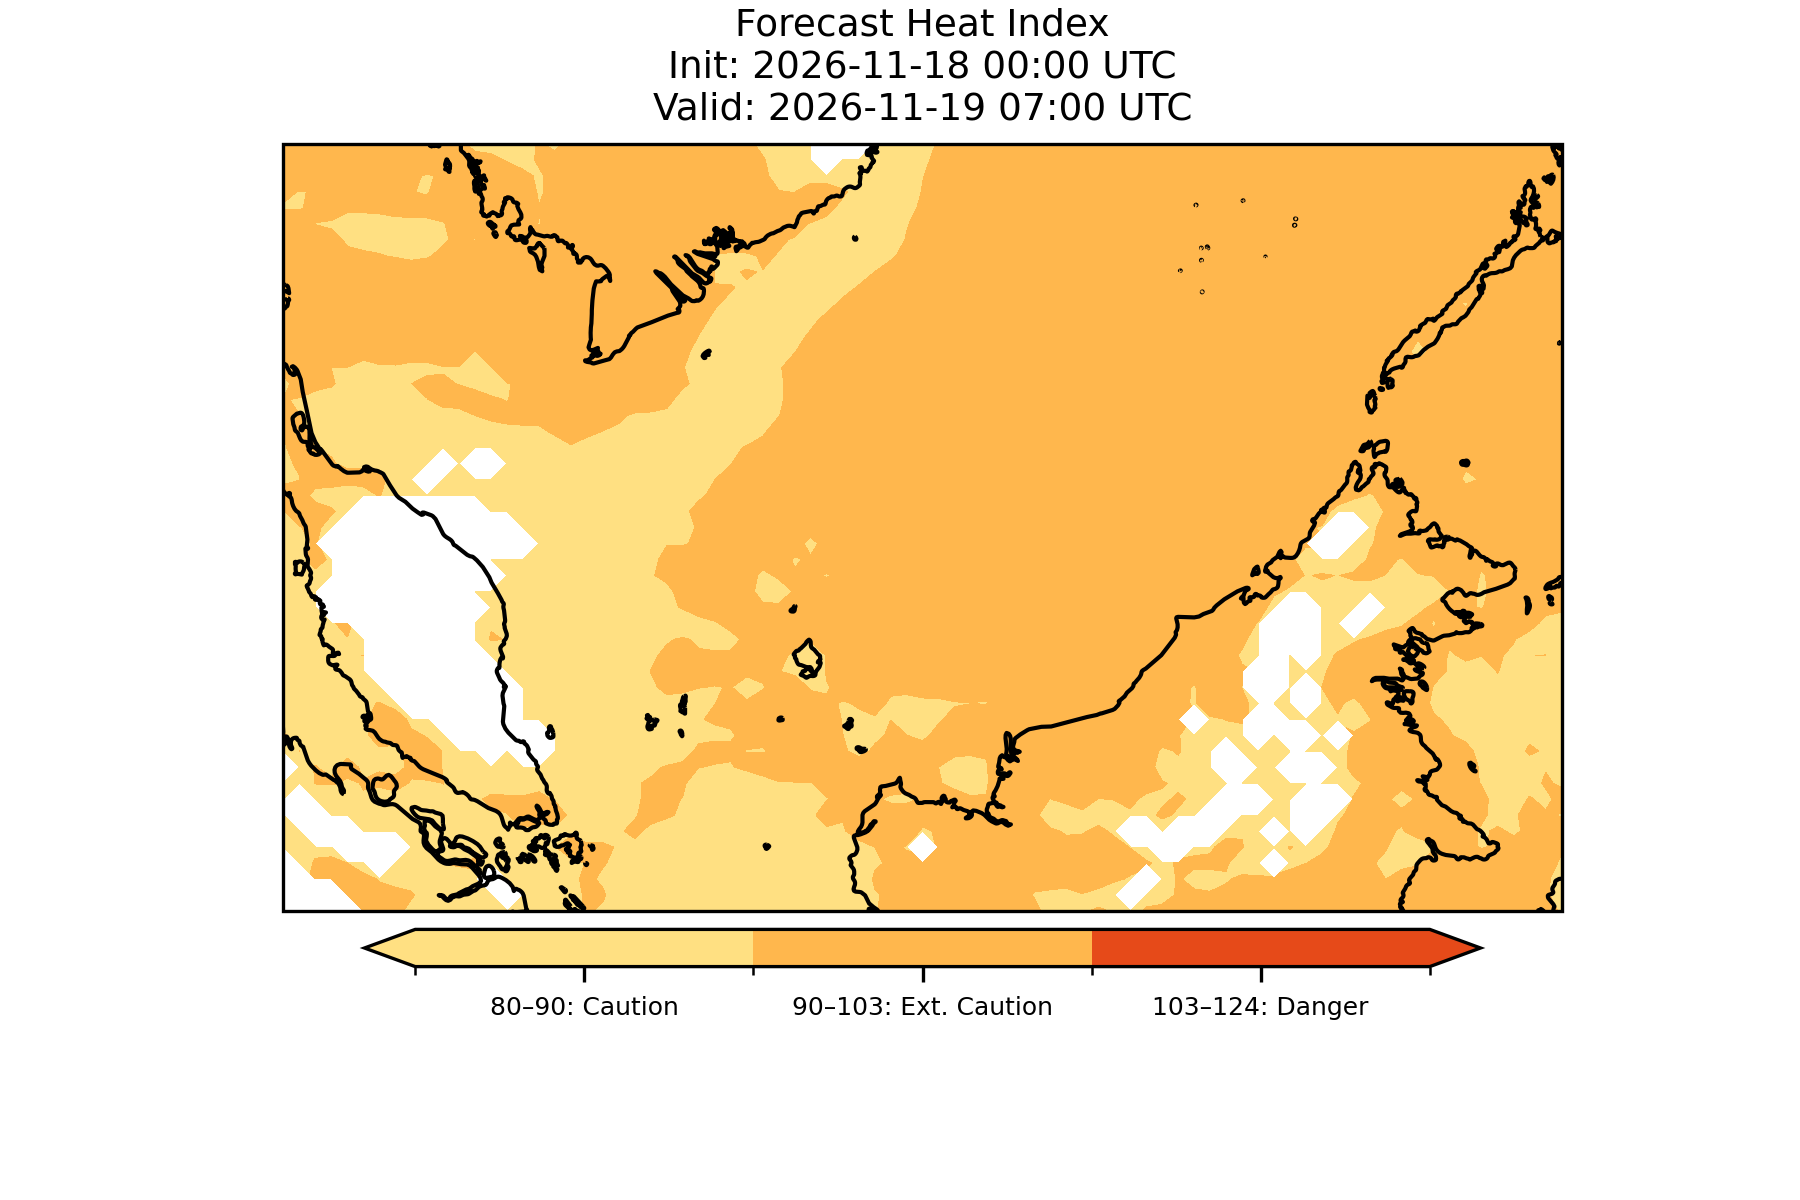 Forecast Heat Index
Init: 2026-11-18 00:00 UTC
Valid: 2026-11-19 07:00 UTC
80–90: Caution
90–103: Ext. Caution
103–124: Danger